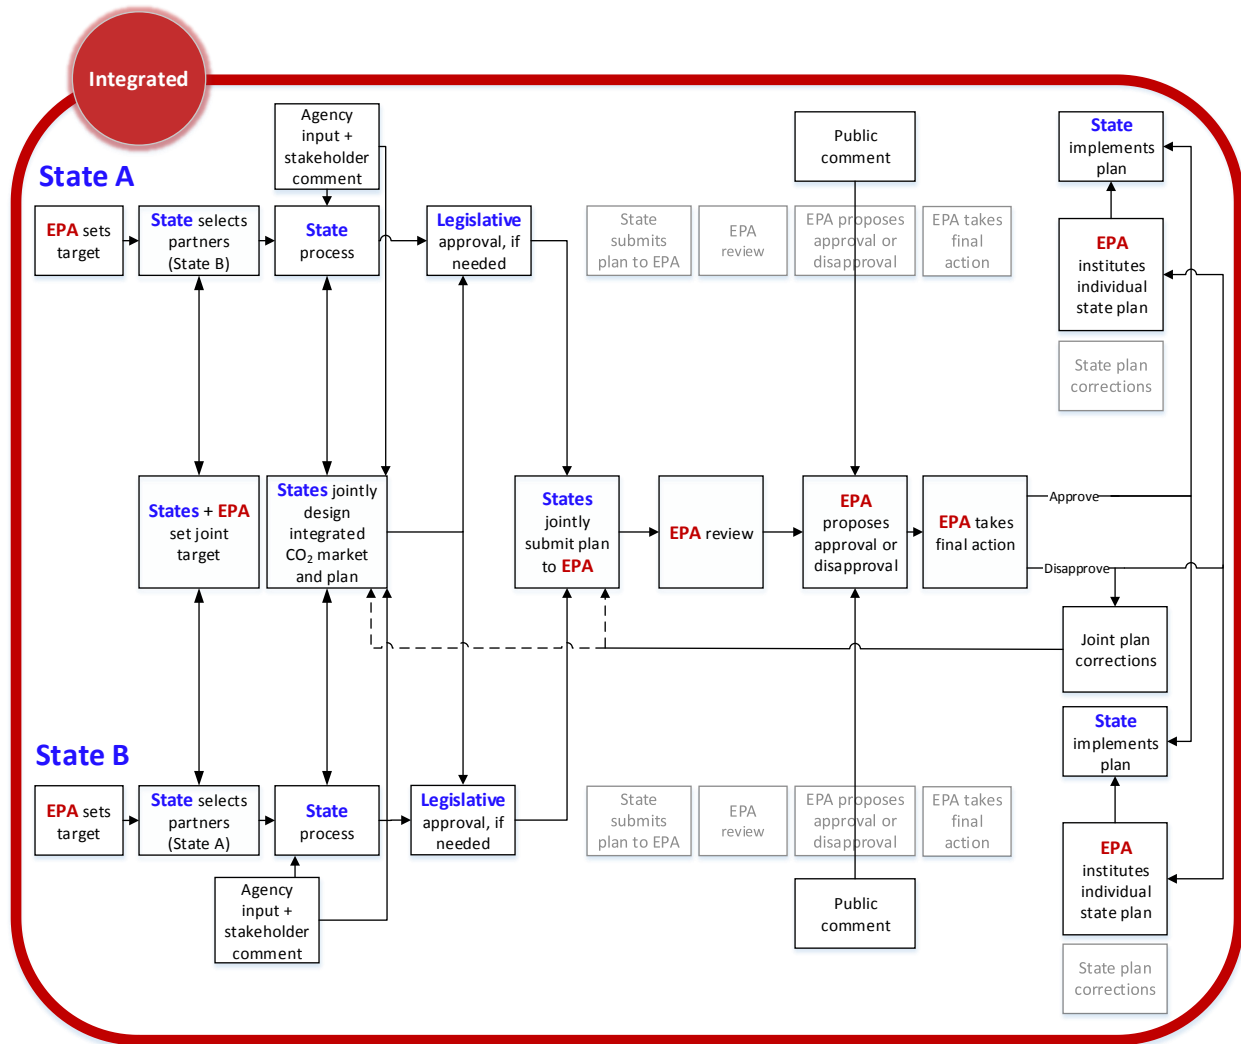 Integrated
Agency
input +
stakeholder
comment
Public
comment
State
implements
plan
State A
EPA sets
target
State selects
partners
(State B)
State
process
Legislative
approval, if
needed
State
submits
plan to EPA
EPA
review
EPA proposes
approval or
disapproval
EPA takes
final
action
EPA
institutes
individual
state plan
State plan
corrections
States + EPA
set joint
target
States jointly
design
integrated
CO₂ market
and plan
States
jointly
submit plan
to EPA
EPA review
EPA
proposes
approval or
disapproval
EPA takes
final action
Approve
Disapprove
Joint plan
corrections
State
implements
plan
State B
EPA sets
target
State selects
partners
(State A)
State
process
Legislative
approval, if
needed
State
submits
plan to EPA
EPA
review
EPA proposes
approval or
disapproval
EPA takes
final
action
EPA
institutes
individual
state plan
Agency
input +
stakeholder
comment
Public
comment
State plan
corrections